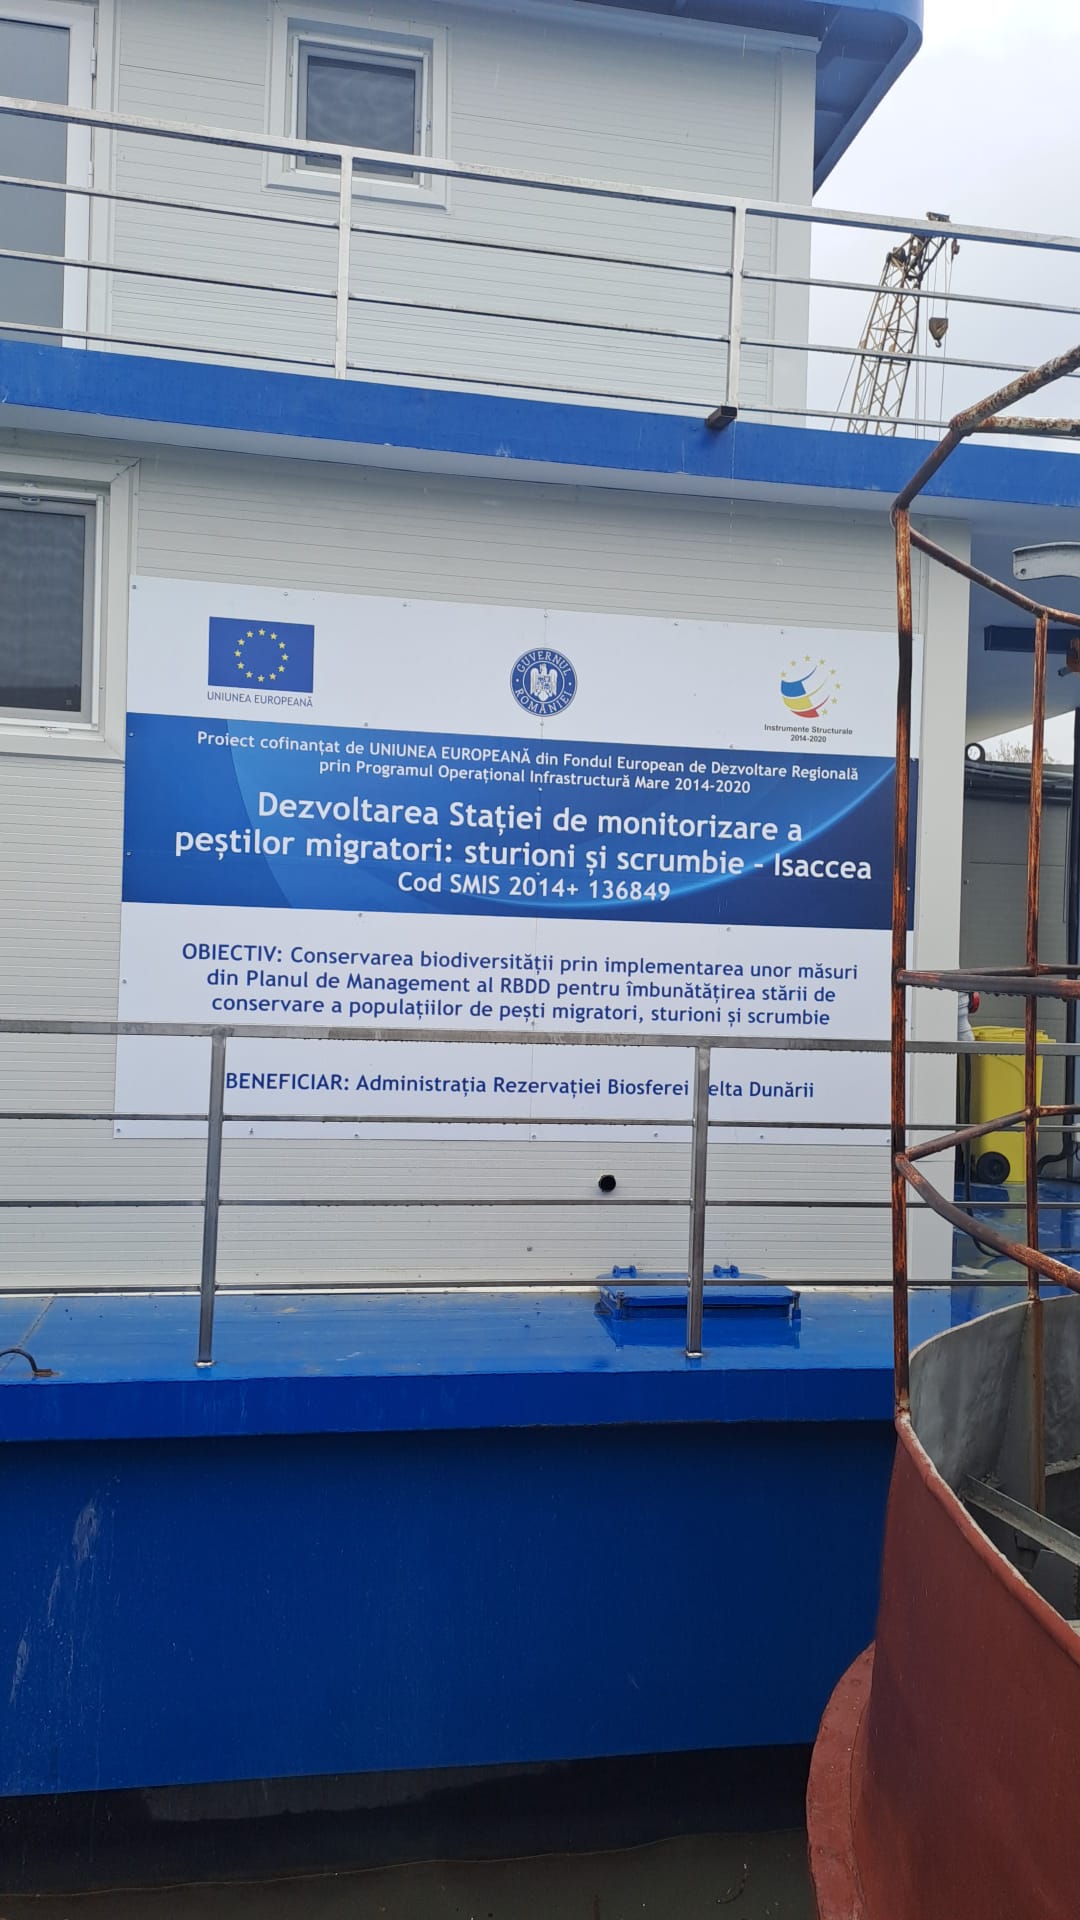 UNIUNEA EUROPEANĂ
GUVERNUL ROMÂNIEI
Instrumente Structurale
2014-2020
Proiect cofinanțat de UNIUNEA EUROPEANĂ din Fondul European de Dezvoltare Regională
prin Programul Operațional Infrastructură Mare 2014-2020
Dezvoltarea Stației de monitorizare a
peștilor migratori: sturioni și scrumbie - Isaccea
Cod SMIS 2014+ 136849
OBIECTIV: Conservarea biodiversității prin implementarea unor măsuri
din Planul de Management al RBDD pentru îmbunătățirea stării de
conservare a populațiilor de pești migratori, sturioni și scrumbie
BENEFICIAR: Administrația Rezervației Biosferei elta Dunării